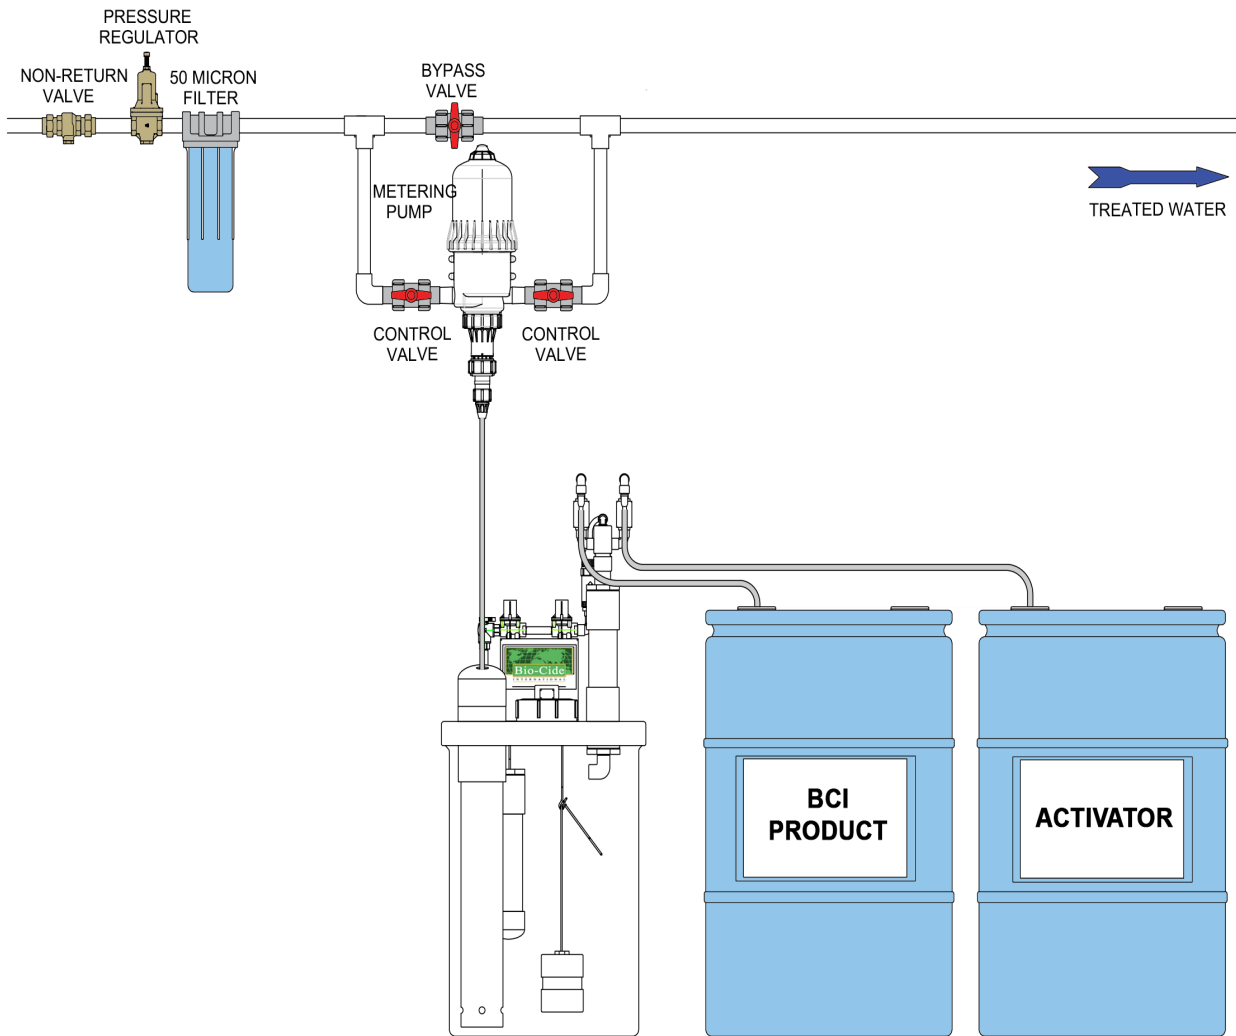 PRESSURE
REGULATOR
NON-RETURN
VALVE
50 MICRON
FILTER
BYPASS
VALVE
METERING
PUMP
TREATED WATER
CONTROL
VALVE
CONTROL
VALVE
Bio-Cide
INTERNATIONAL
BCI
PRODUCT
ACTIVATOR